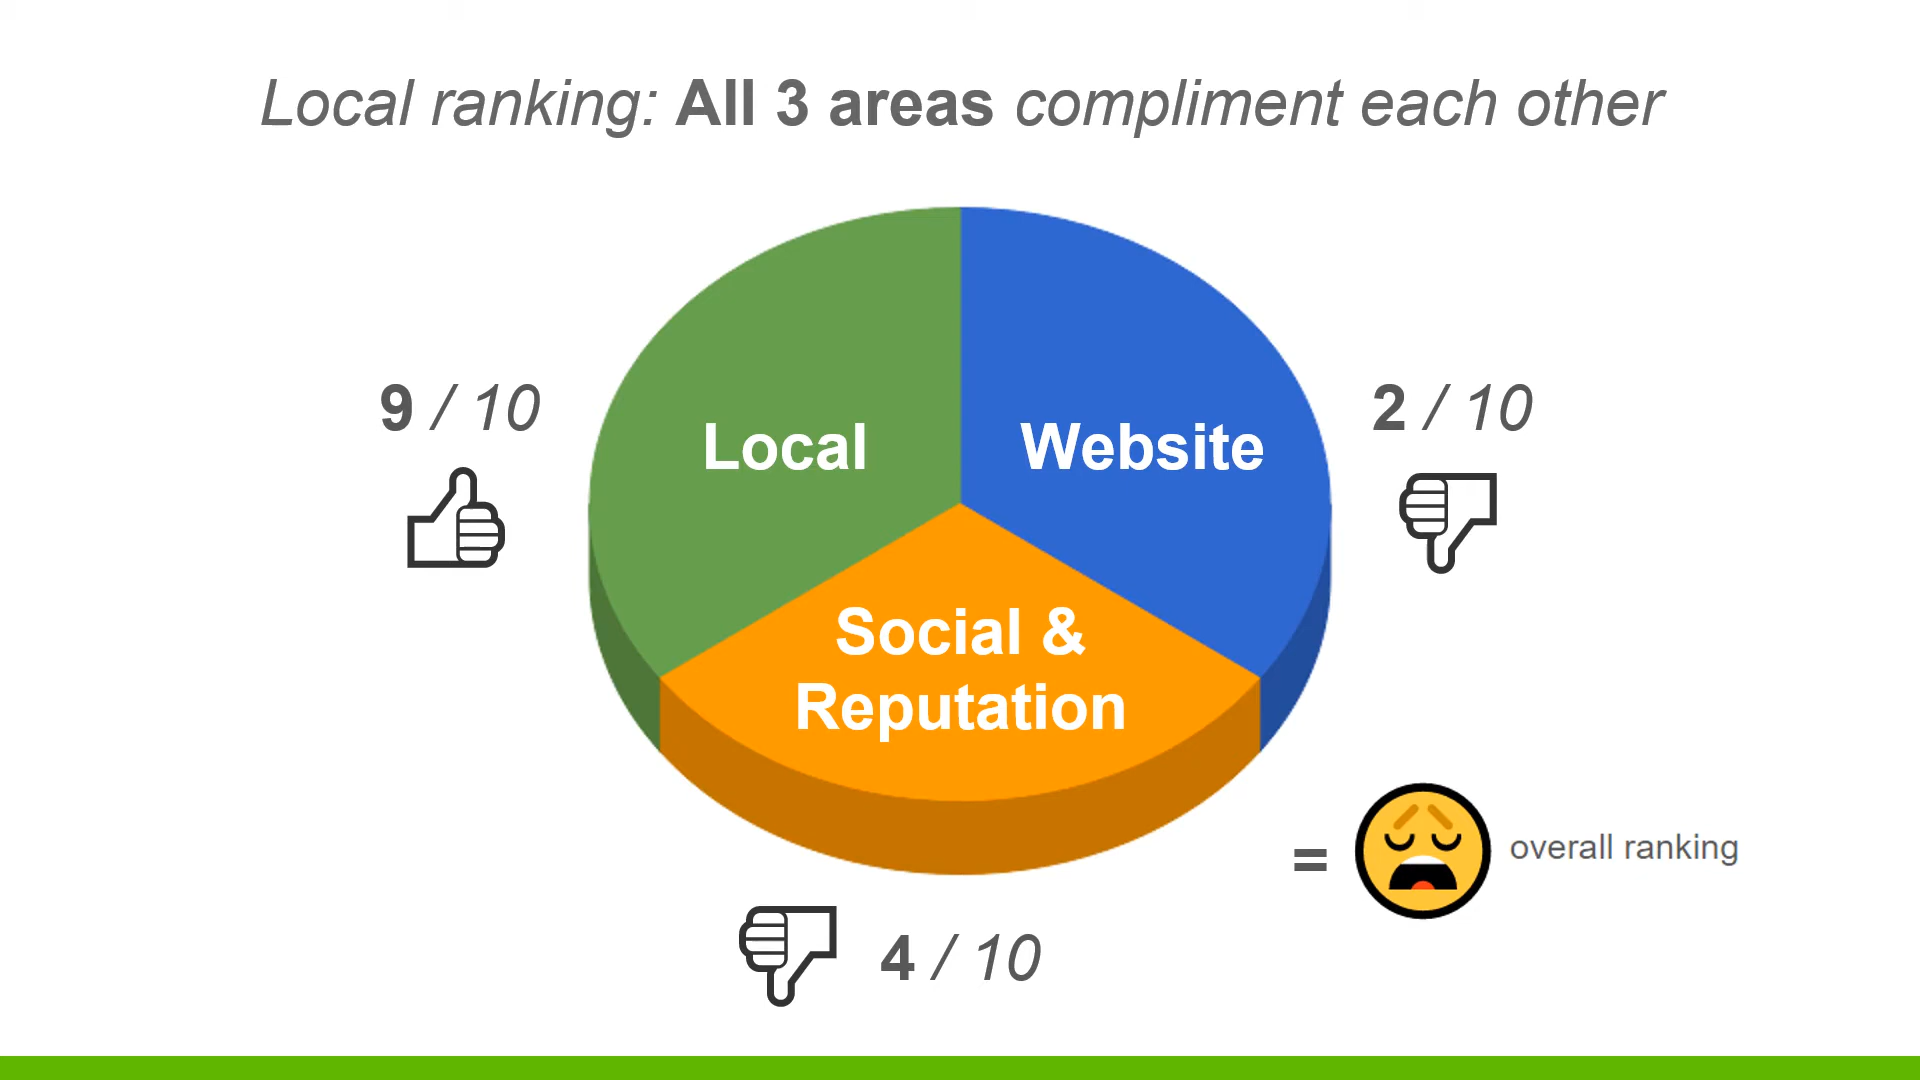 Local ranking: All 3 areas compliment each other
9 / 10
Local
Website
2 / 10
Social &
Reputation
= overall ranking
4 / 10